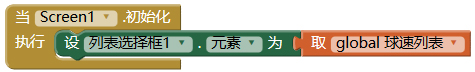 当 Screen1 .初始化
执行 设 列表选择框1 . 元素 为 取 global 球速列表